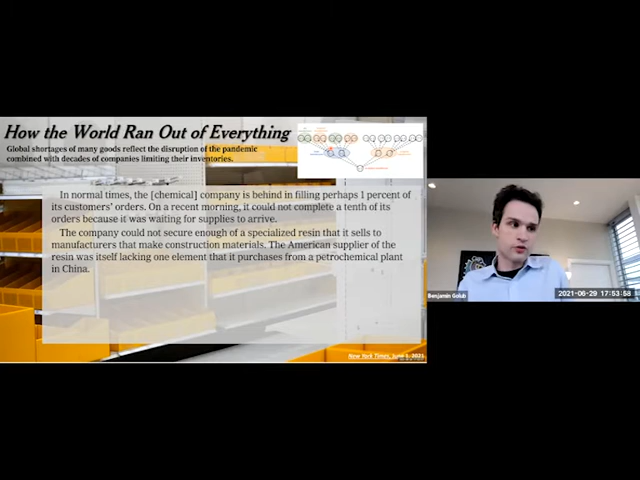 How the World Ran Out of Everything
Global shortages of many goods reflect the disruption of the pandemic
combined with decades of companies limiting their inventories.
In normal times, the [chemical] company is behind in filling perhaps 1 percent of
its customers' orders. On a recent morning, it could not complete a tenth of its
orders because it was waiting for supplies to arrive.
The company could not secure enough of a specialized resin that it sells to
manufacturers that make construction materials. The American supplier of the
resin was itself lacking one element that it purchases from a petrochemical plant
in China.
New York Times, June 1, 2021
Benjamin Golub
2021-06-29 17:53:58